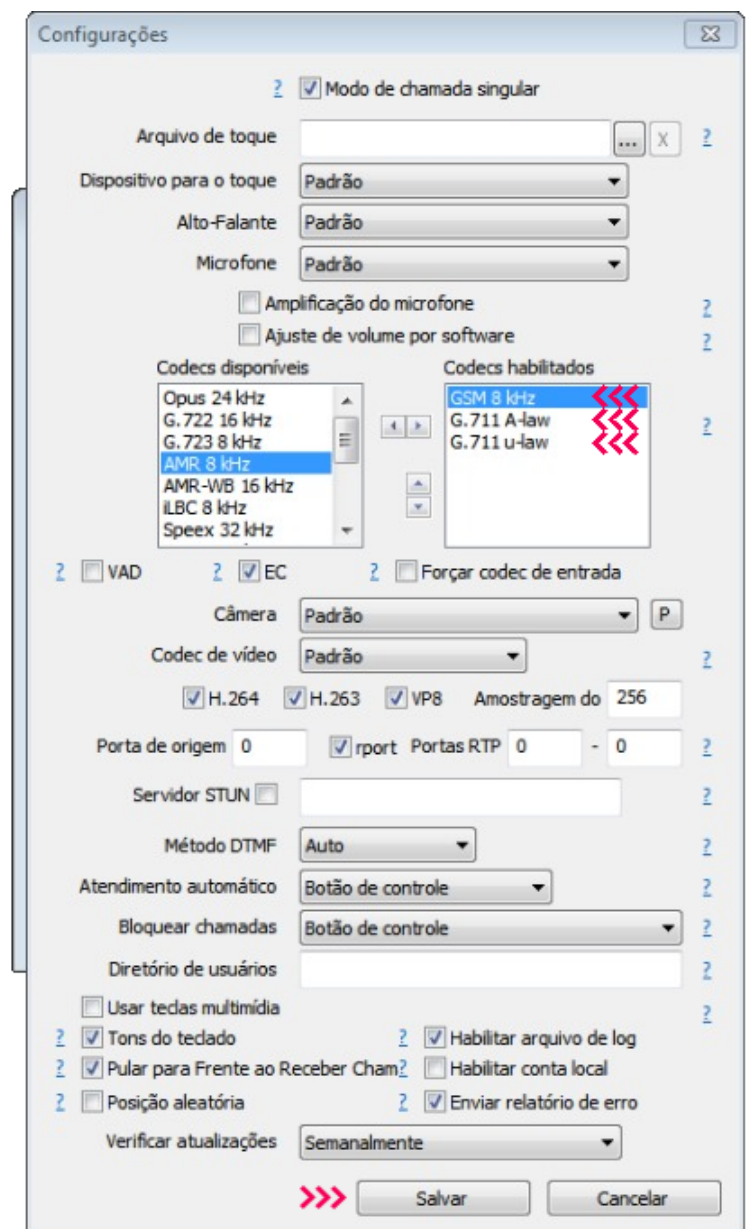 Configurações
? Modo de chamada singular
Arquivo de toque ... X ?
Dispositivo para o toque Padrão
Alto-Falante Padrão
Microfone Padrão
Amplificação do microfone ?
Ajuste de volume por software ?
Codecs disponíveis Codecs habilitados
Opus 24 kHz GSM 8 kHz
G.722 16 kHz G.711 A-law ?
G.723 8 kHz G.711 u-law
AMR 8 kHz
AMR-WB 16 kHz
iLBC 8 kHz
Speex 32 kHz
? VAD ? EC ? Forçar codec de entrada
Câmera Padrão P
Codec de vídeo Padrão ?
H.264 H.263 VP8 Amostragem do 256
Porta de origem 0 rport Portas RTP 0 - 0 ?
Servidor STUN ?
Método DTMF Auto ?
Atendimento automático Botão de controle ?
Bloquear chamadas Botão de controle ?
Diretório de usuários ?
Usar teclas multimídia ?
? Tons do teclado ? Habilitar arquivo de log
? Pular para Frente ao Receber Cham ? Habilitar conta local
? Posição aleatória ? Enviar relatório de erro
Verificar atualizações Semanalmente
Salvar Cancelar